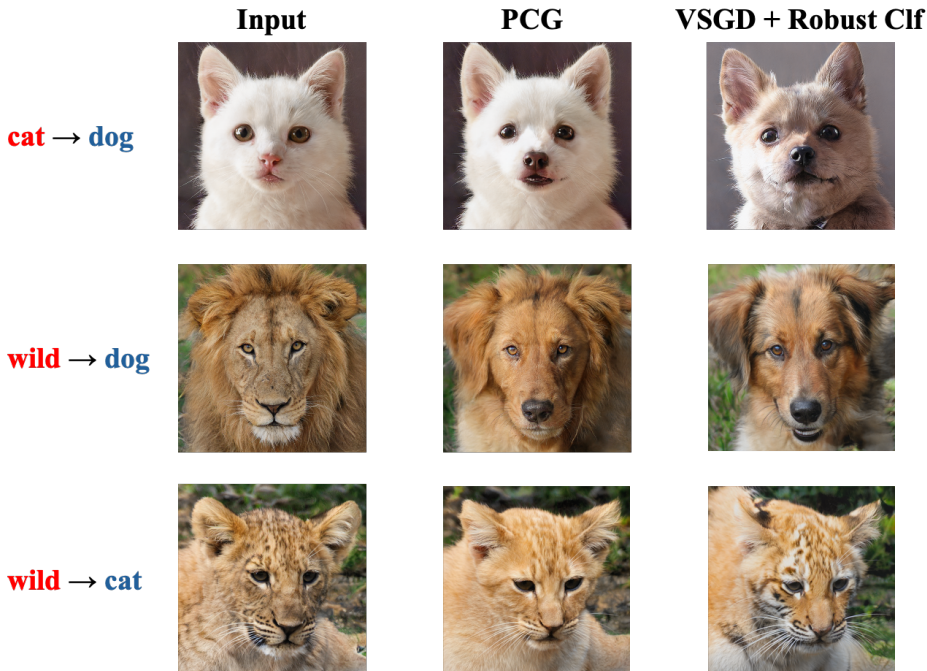 Input PCG VSGD + Robust Clf
cat → dog
wild → dog
wild → cat